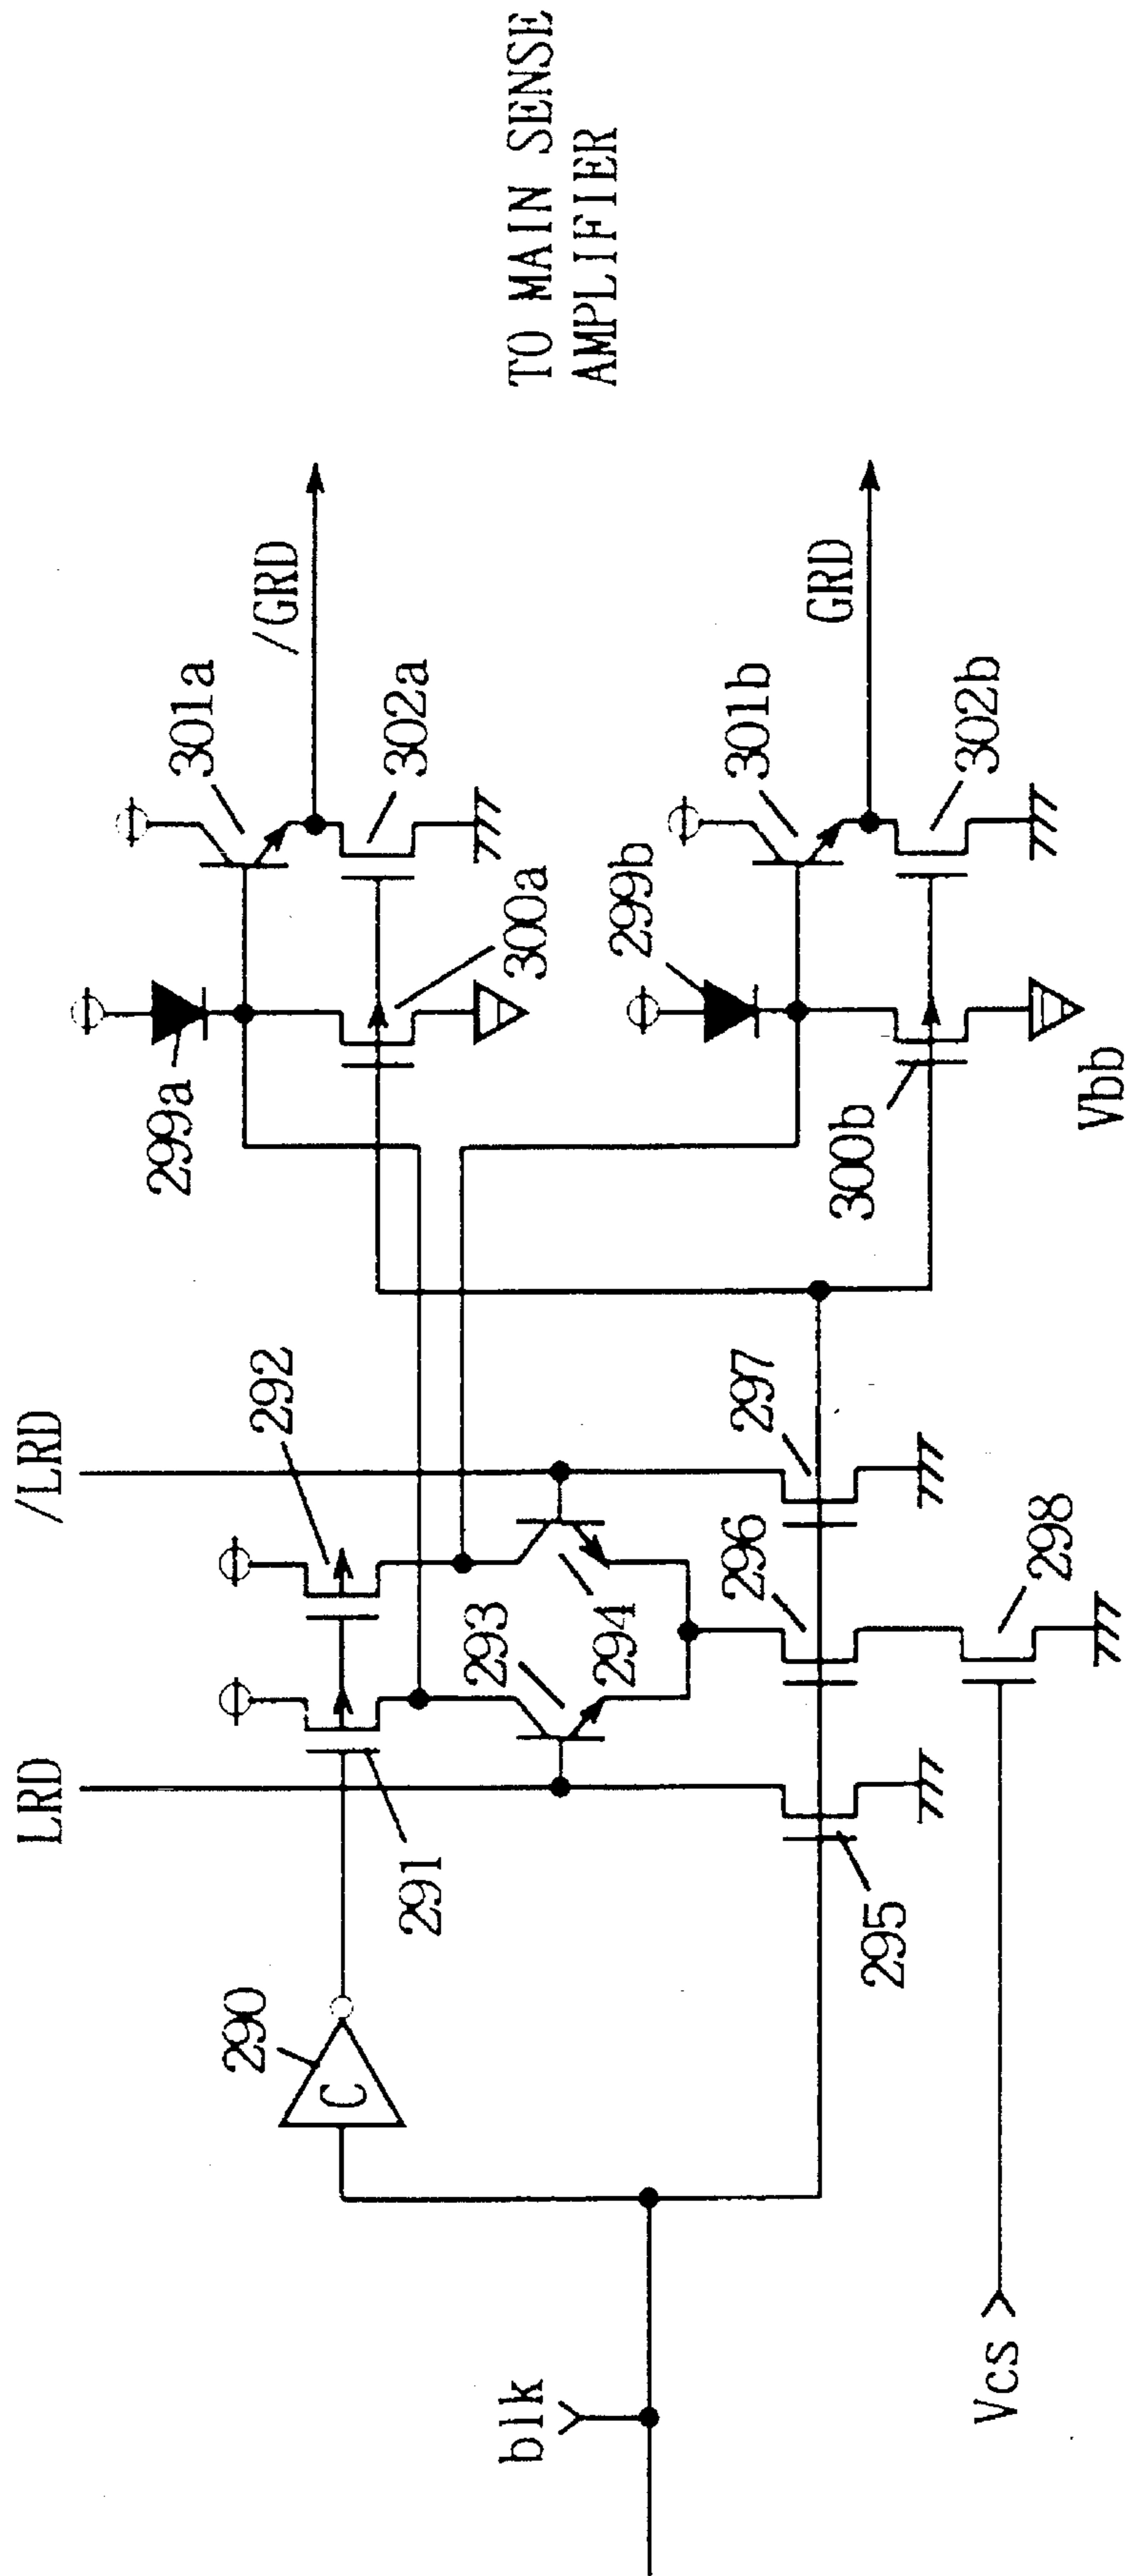 LRD
/LRD
290
C
291
292
293
294
295
296
297
298
blk
Vcs
299a
300a
301a
302a
/GRD
299b
300b
301b
302b
GRD
Vbb
TO MAIN SENSE
AMPLIFIER